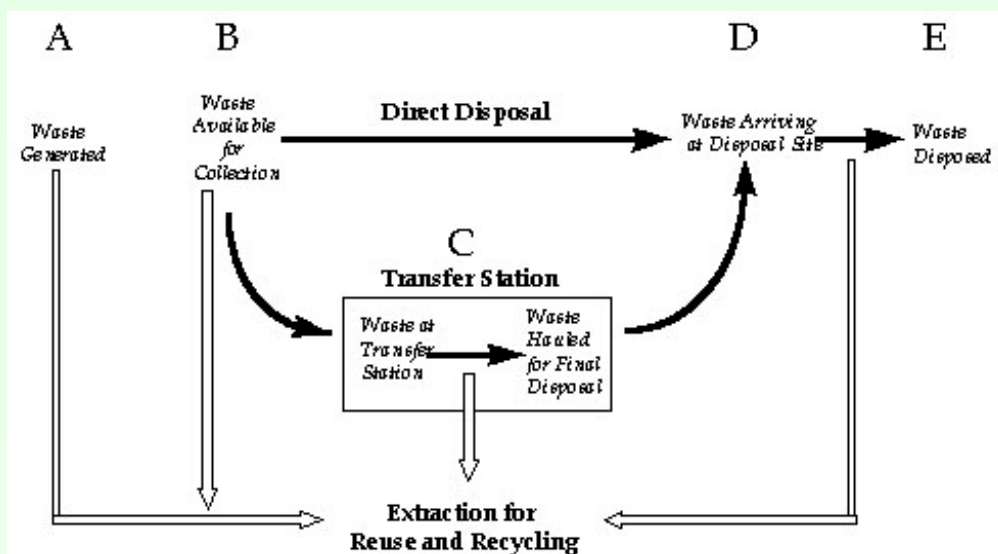 A
B
D
E
Waste
Generated
Waste
Available
for
Collection
Direct Disposal
Waste Arriving
at Disposal Site
Waste
Disposed
C
Transfer Station
Waste at
Transfer
Station
Waste
Hauled
for Final
Disposal
Extraction for
Reuse and Recycling